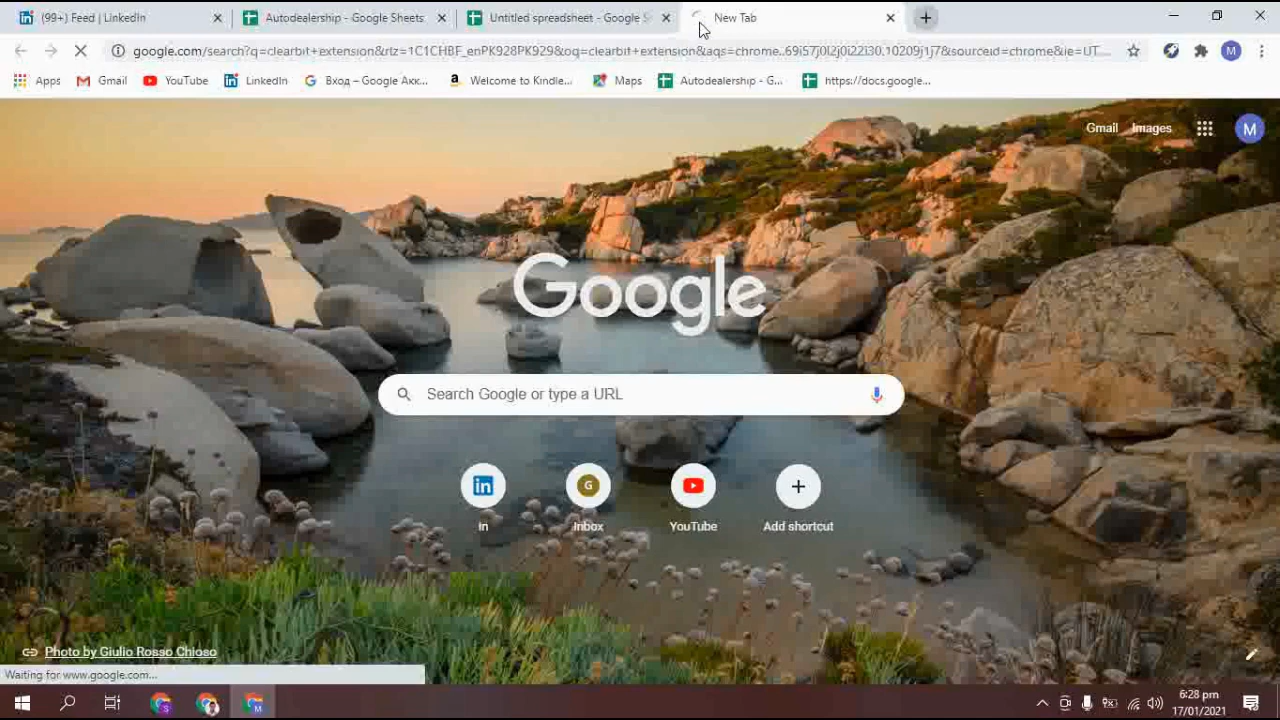 (99+) Feed | LinkedIn
Autodealership - Google Sheets
Untitled spreadsheet - Google S
New Tab
google.com/search?q=clearbit+extension&rlz=1C1CHBF_enPK928PK929&oq=clearbit+extension&aqs=chrome..69i57j0l2j0i22i30.10209j1j7&sourceid=chrome&ie=UT...
M
Apps
Gmail
YouTube
LinkedIn
Вход – Google Акк...
Welcome to Kindle...
Maps
Autodealership - G...
https://docs.google...
Gmail
Images
M
Google
Search Google or type a URL
in
G
in
Inbox
YouTube
Add shortcut
Photo by Giulio Rosso Chioso
Waiting for www.google.com...
6:28 pm
17/01/2021